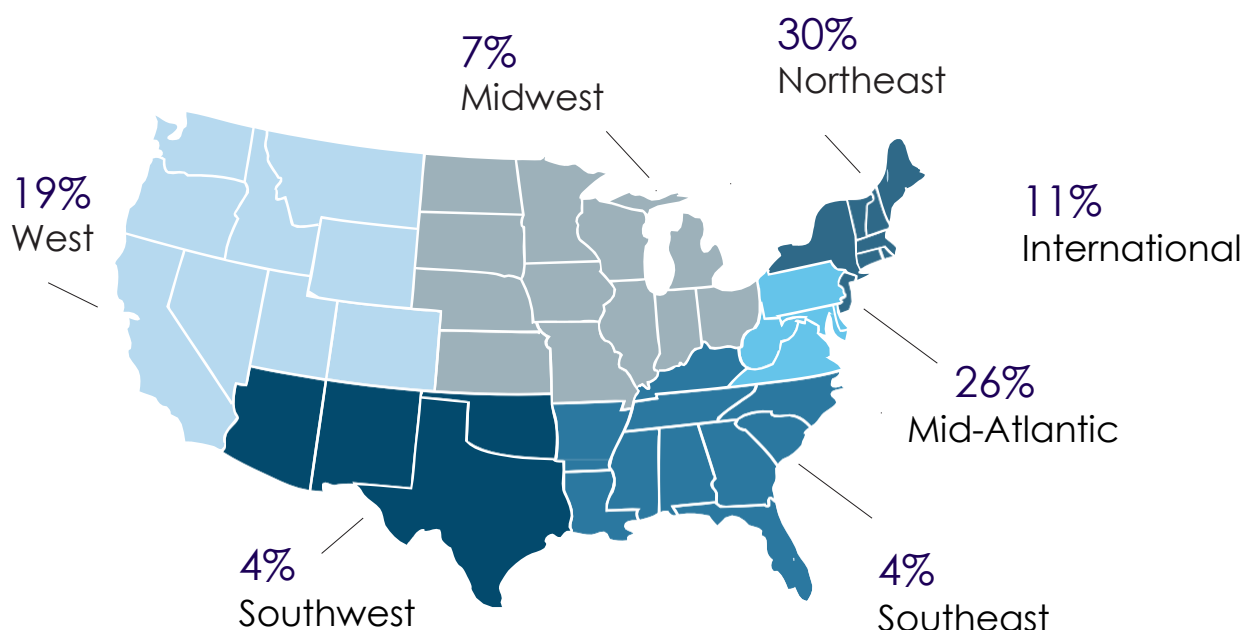 30%
Northeast
7%
Midwest
19%
West
11%
International
26%
Mid-Atlantic
4%
Southwest
4%
Southeast